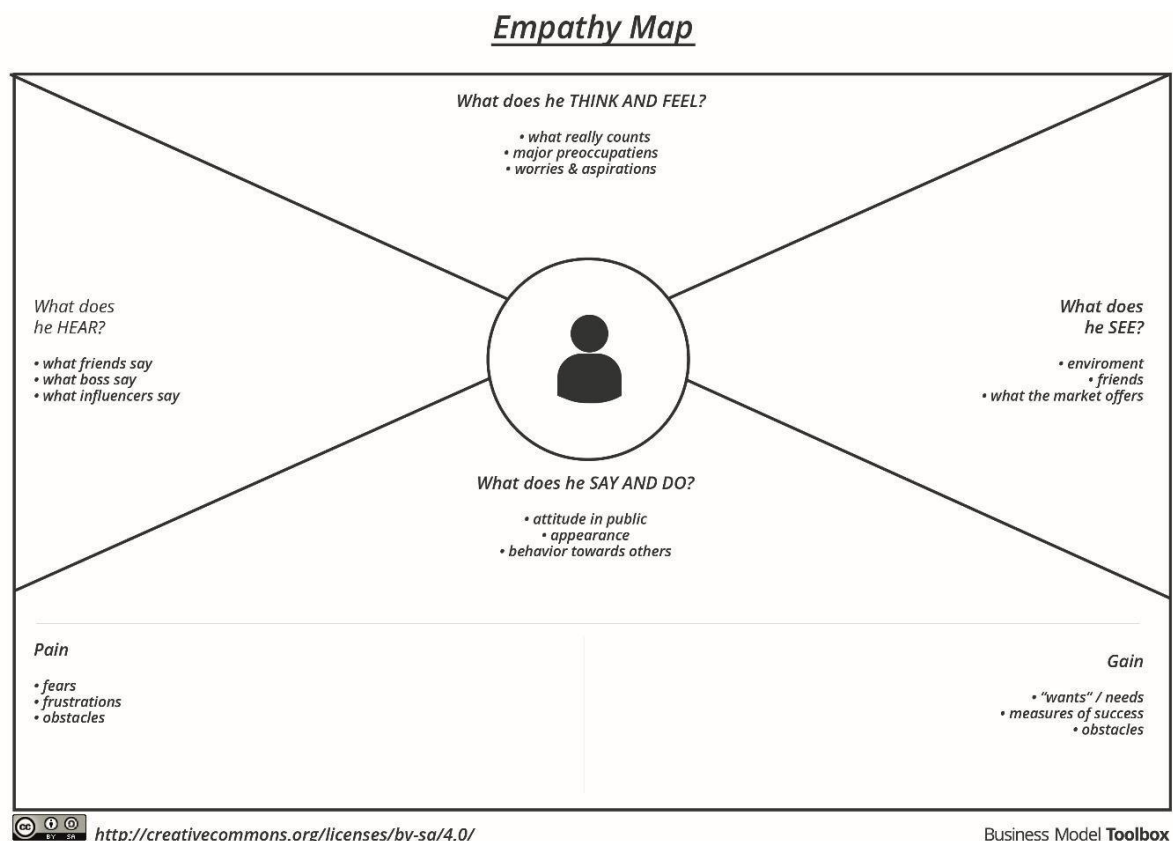 Empathy Map
What does he THINK AND FEEL?
• what really counts
• major preoccupatiens
• worries & aspirations
What does
he HEAR?
• what friends say
• what boss say
• what influencers say
What does
he SEE?
• enviroment
• friends
• what the market offers
What does he SAY AND DO?
• attitude in public
• appearance
• behavior towards others
Pain
• fears
• frustrations
• obstacles
Gain
• “wants” / needs
• measures of success
• obstacles
cc BY SA
http://creativecommons.org/licenses/by-sa/4.0/
Business Model Toolbox